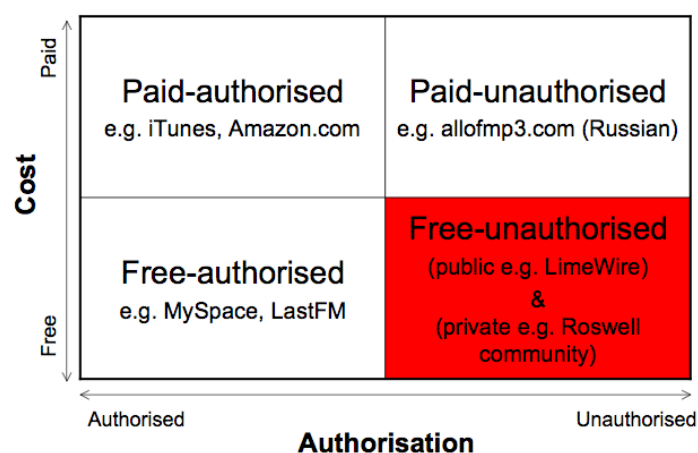 Paid
Cost
Free
Paid-authorised
e.g. iTunes, Amazon.com
Paid-unauthorised
e.g. allofmp3.com (Russian)
Free-authorised
e.g. MySpace, LastFM
Free-unauthorised
(public e.g. LimeWire)
&
(private e.g. Roswell
community)
Authorised
Unauthorised
Authorisation